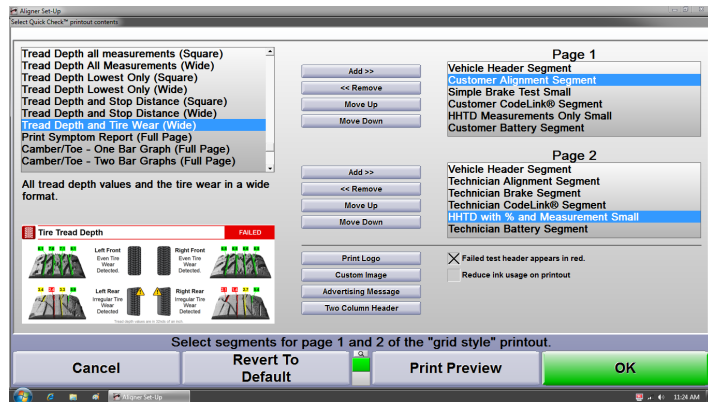 Aligner Set-Up
Select Quick Check™ printout contents
Tread Depth all measurements (Square)
Tread Depth All Measurements (Wide)
Tread Depth Lowest Only (Square)
Tread Depth Lowest Only (Wide)
Tread Depth and Stop Distance (Square)
Tread Depth and Stop Distance (Wide)
Tread Depth and Tire Wear (Wide)
Print Symptom Report (Full Page)
Camber/Toe - One Bar Graph (Full Page)
Camber/Toe - Two Bar Graphs (Full Page)
All tread depth values and the tire wear in a wide
format.
Tire Tread Depth
FAILED
Left Front
Even Tire
Wear
Detected.
Right Front
Even Tire
Wear
Detected.
Left Rear
Irregular Tire
Wear
Detected
Right Rear
Irregular Tire
Wear
Detected
Add >>
<< Remove
Move Up
Move Down
Page 1
Vehicle Header Segment
Customer Alignment Segment
Simple Brake Test Small
Customer CodeLink® Segment
HHTD Measurements Only Small
Customer Battery Segment
Add >>
<< Remove
Move Up
Move Down
Page 2
Vehicle Header Segment
Technician Alignment Segment
Technician Brake Segment
Technician CodeLink® Segment
HHTD with % and Measurement Small
Technician Battery Segment
Print Logo
Custom Image
Advertising Message
Two Column Header
Failed test header appears in red.
Reduce ink usage on printout
Select segments for page 1 and 2 of the "grid style" printout.
Cancel
Revert To
Default
Print Preview
OK
Aligner Set-Up
11:24 AM